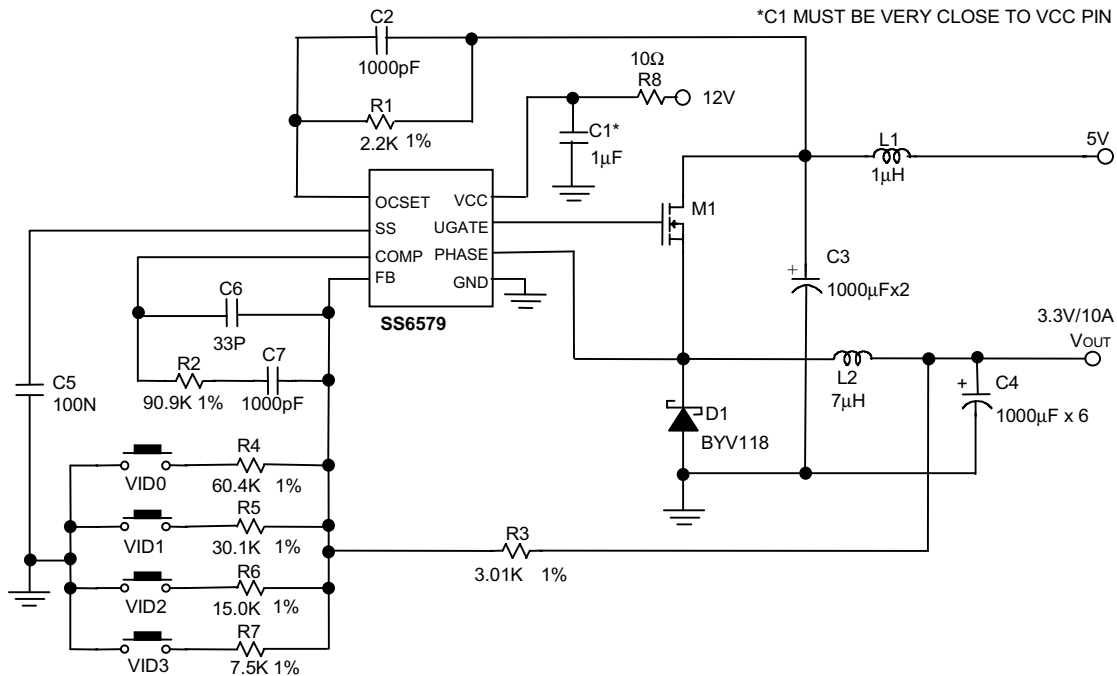 *C1 MUST BE VERY CLOSE TO VCC PIN
C2
1000pF
10Ω
R8
12V
R1
2.2K 1%
C1*
1μF
L1
1μH
5V
OCSET
VCC
SS
UGATE
COMP
PHASE
FB
GND
SS6579
M1
C3
+
1000μFx2
C6
33P
3.3V/10A
VOUT
R2
90.9K 1%
C7
1000pF
L2
7μH
C5
100N
D1
BYV118
+
C4
1000μF x 6
VID0
R4
60.4K 1%
VID1
R5
30.1K 1%
R3
3.01K 1%
VID2
R6
15.0K 1%
VID3
R7
7.5K 1%